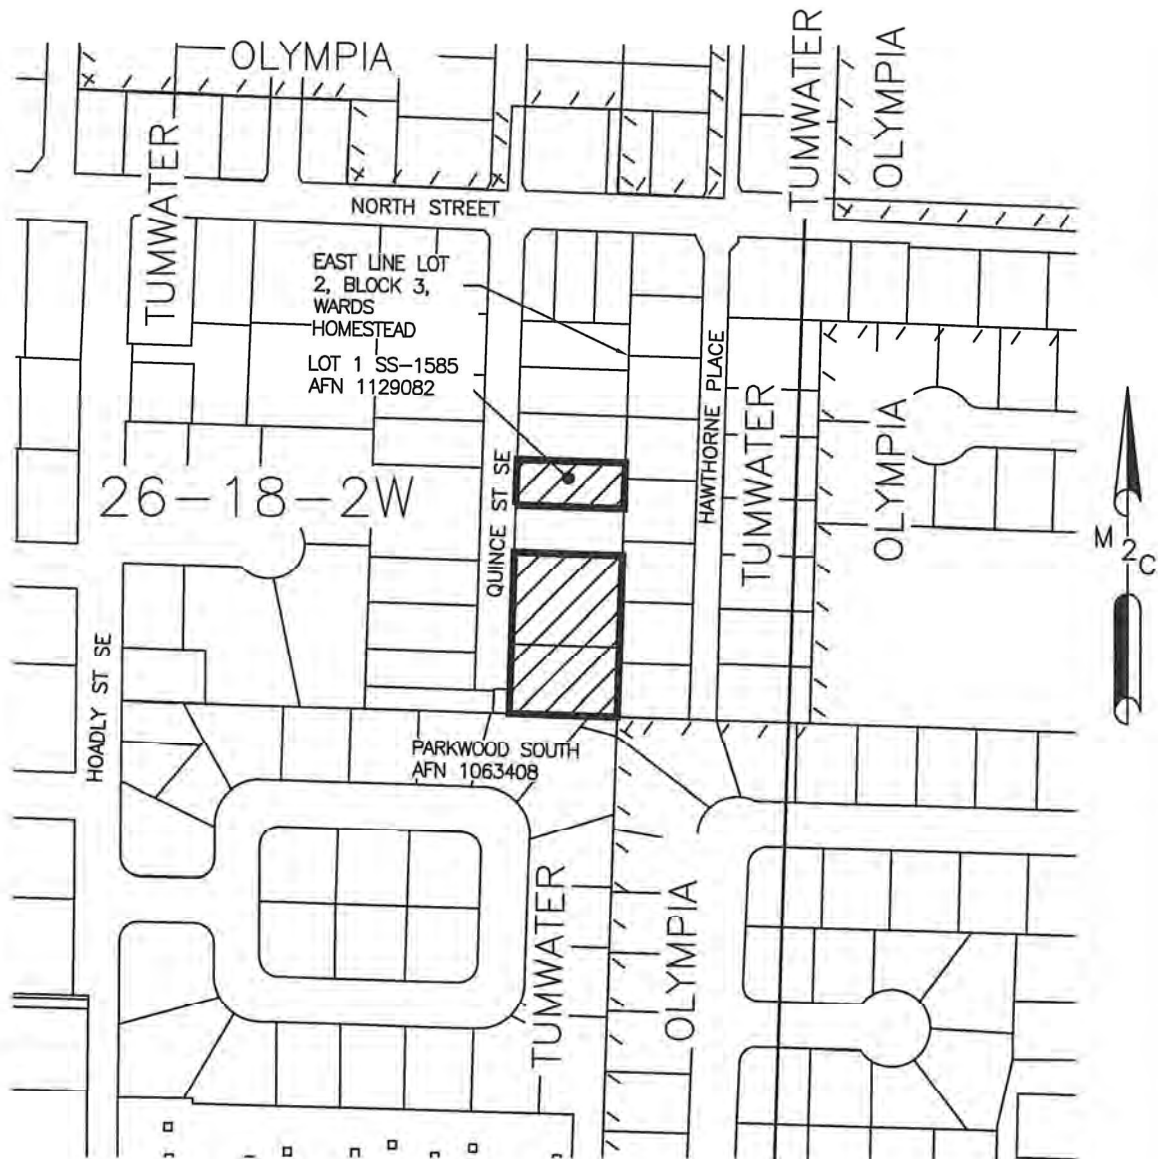 OLYMPIA
TUMWATER
OLYMPIA
TUMWATER
NORTH STREET
EAST LINE LOT
2, BLOCK 3,
WARDS
HOMESTEAD
LOT 1 SS-1585
AFN 1129082
HAWTHORNE PLACE
TUMWATER
OLYMPIA
26-18-2W
QUINCE ST SE
M2C
HOADLY ST SE
PARKWOOD SOUTH
AFN 1063408
TUMWATER
OLYMPIA